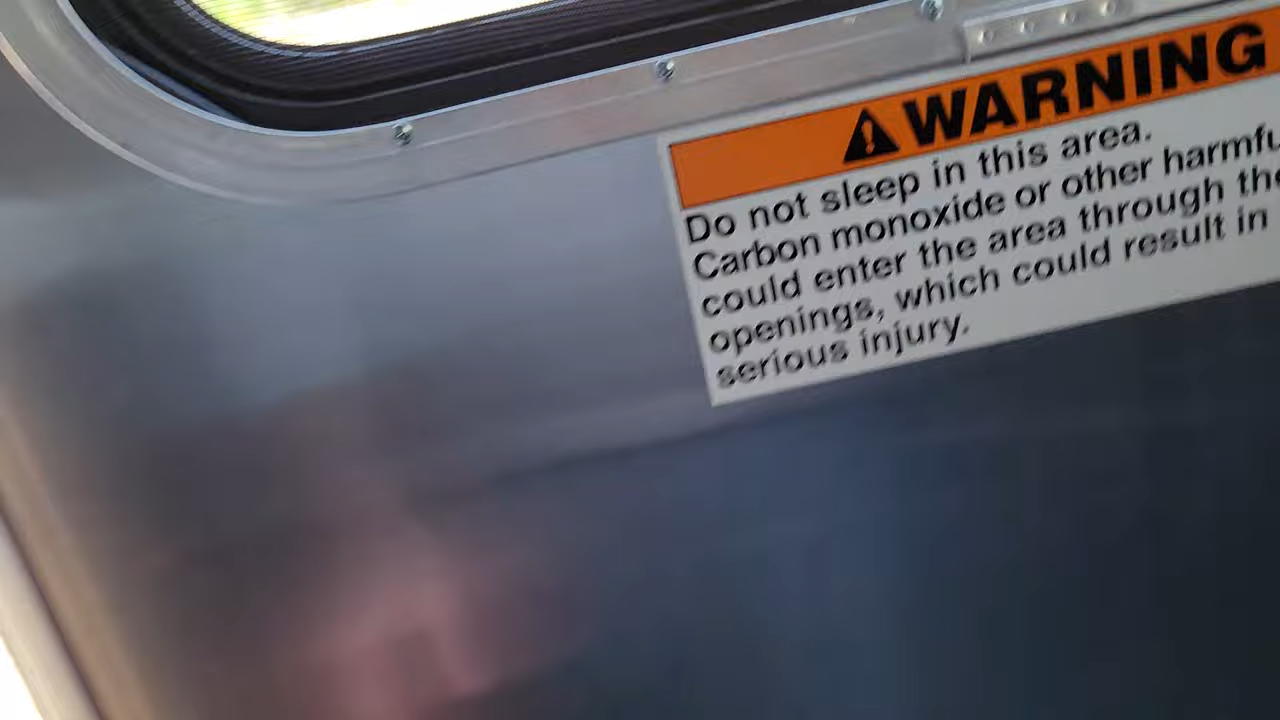 WARNING
Do not sleep in this area.
Carbon monoxide or other
could enter the area through
openings, which could result in
serious injury.